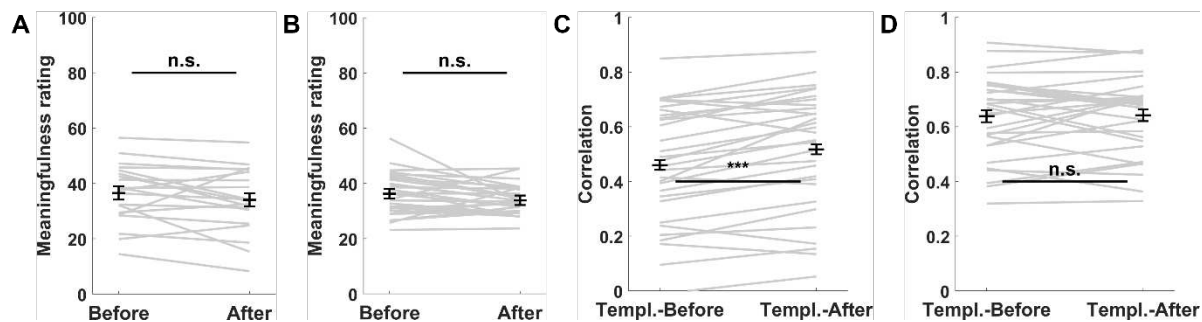 A
Meaningfulness rating
100
80
60
40
20
0
n.s.
Before
After
B
Meaningfulness rating
100
80
60
40
20
0
n.s.
Before
After
C
Correlation
1
0.8
0.6
0.4
0.2
0
***
Templ.-Before
Templ.-After
D
Correlation
1
0.8
0.6
0.4
0.2
0
n.s.
Templ.-Before
Templ.-After